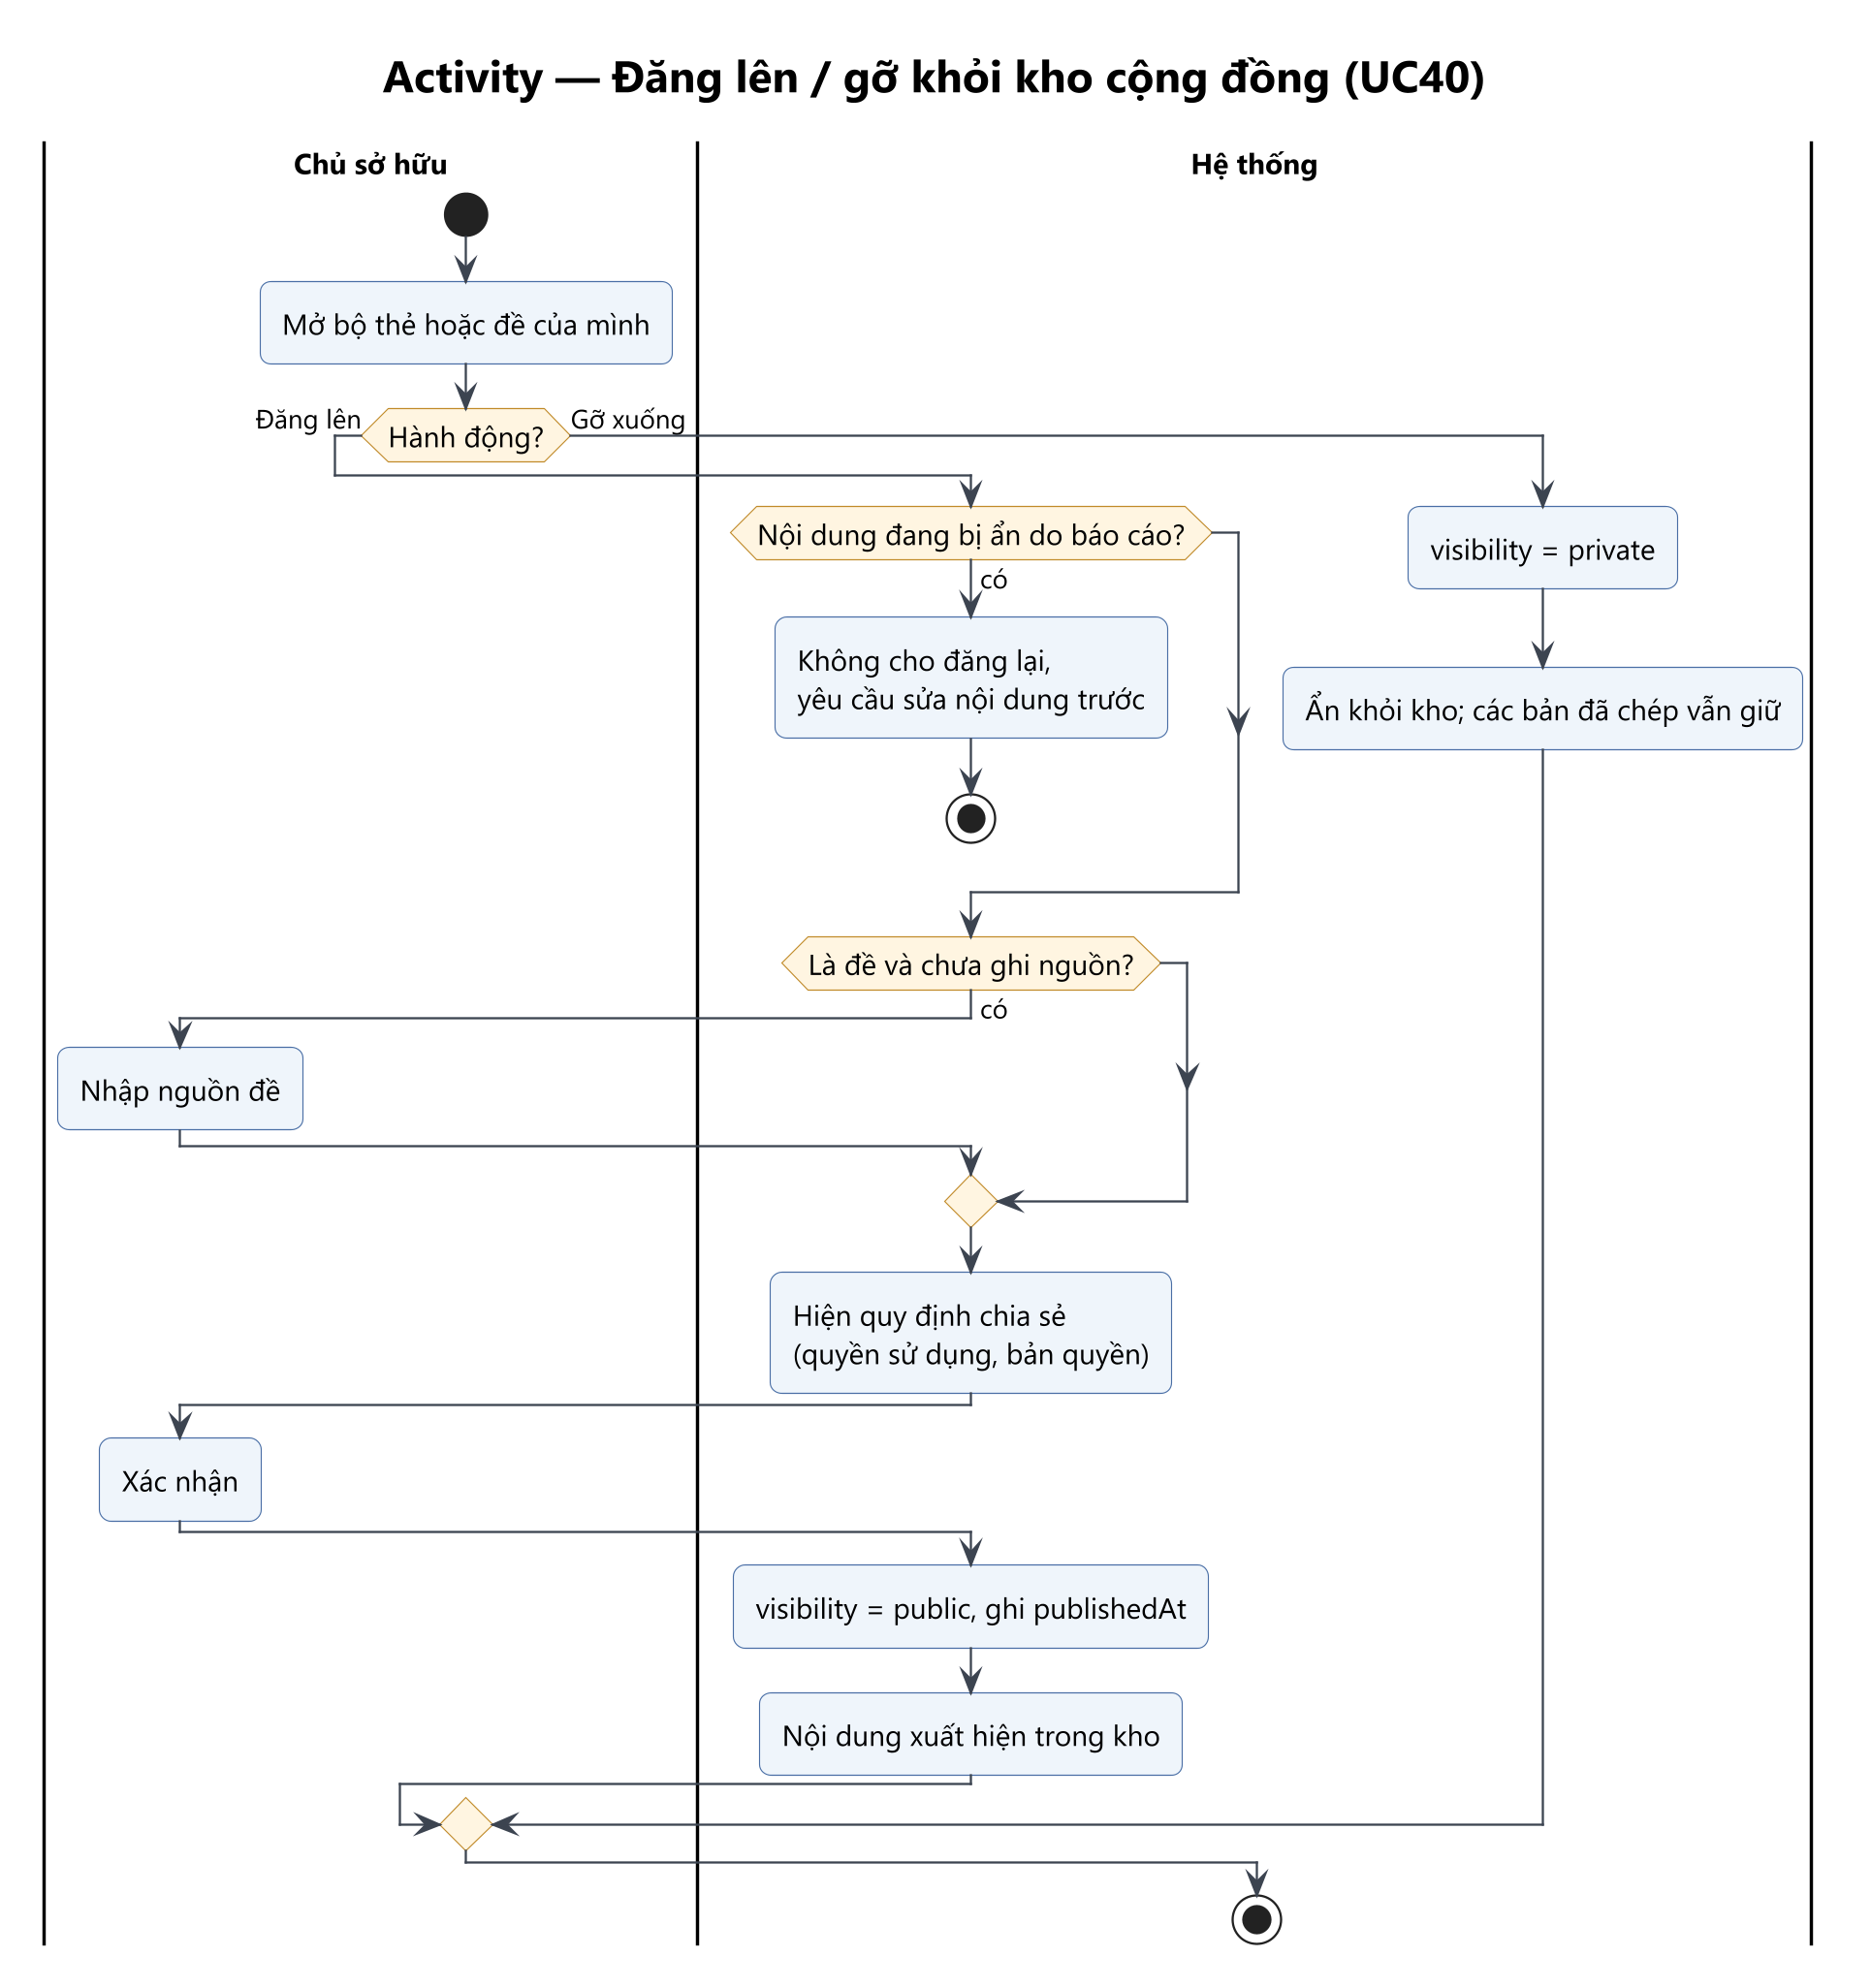 Activity — Đăng lên / gỡ khỏi kho cộng đồng (UC40)
Chủ sở hữu
Hệ thống
Mở bộ thẻ hoặc đề của mình
Đăng lên
Hành động?
Gỡ xuống
Nội dung đang bị ẩn do báo cáo?
visibility = private
có
Không cho đăng lại,
yêu cầu sửa nội dung trước
Ẩn khỏi kho; các bản đã chép vẫn giữ
Là đề và chưa ghi nguồn?
có
Nhập nguồn đề
Hiện quy định chia sẻ
(quyền sử dụng, bản quyền)
Xác nhận
visibility = public, ghi publishedAt
Nội dung xuất hiện trong kho